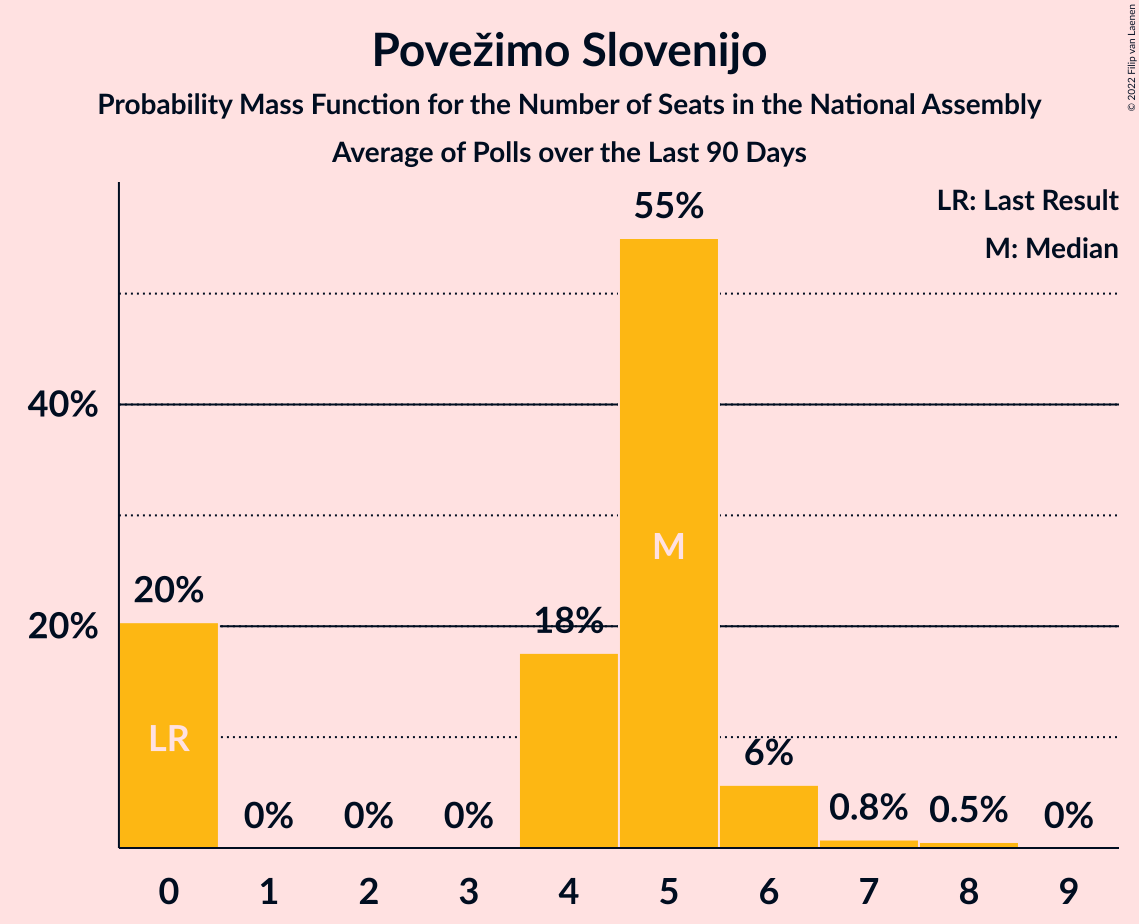 Povežimo Slovenijo
Probability Mass Function for the Number of Seats in the National Assembly
Average of Polls over the Last 90 Days
© 2022 Filip van Laenen
LR: Last Result
M: Median
55%
40%
M
20%
18%
20%
LR
6%
0%
0%
0%
0.8%
0.5%
0%
0 1 2 3 4 5 6 7 8 9